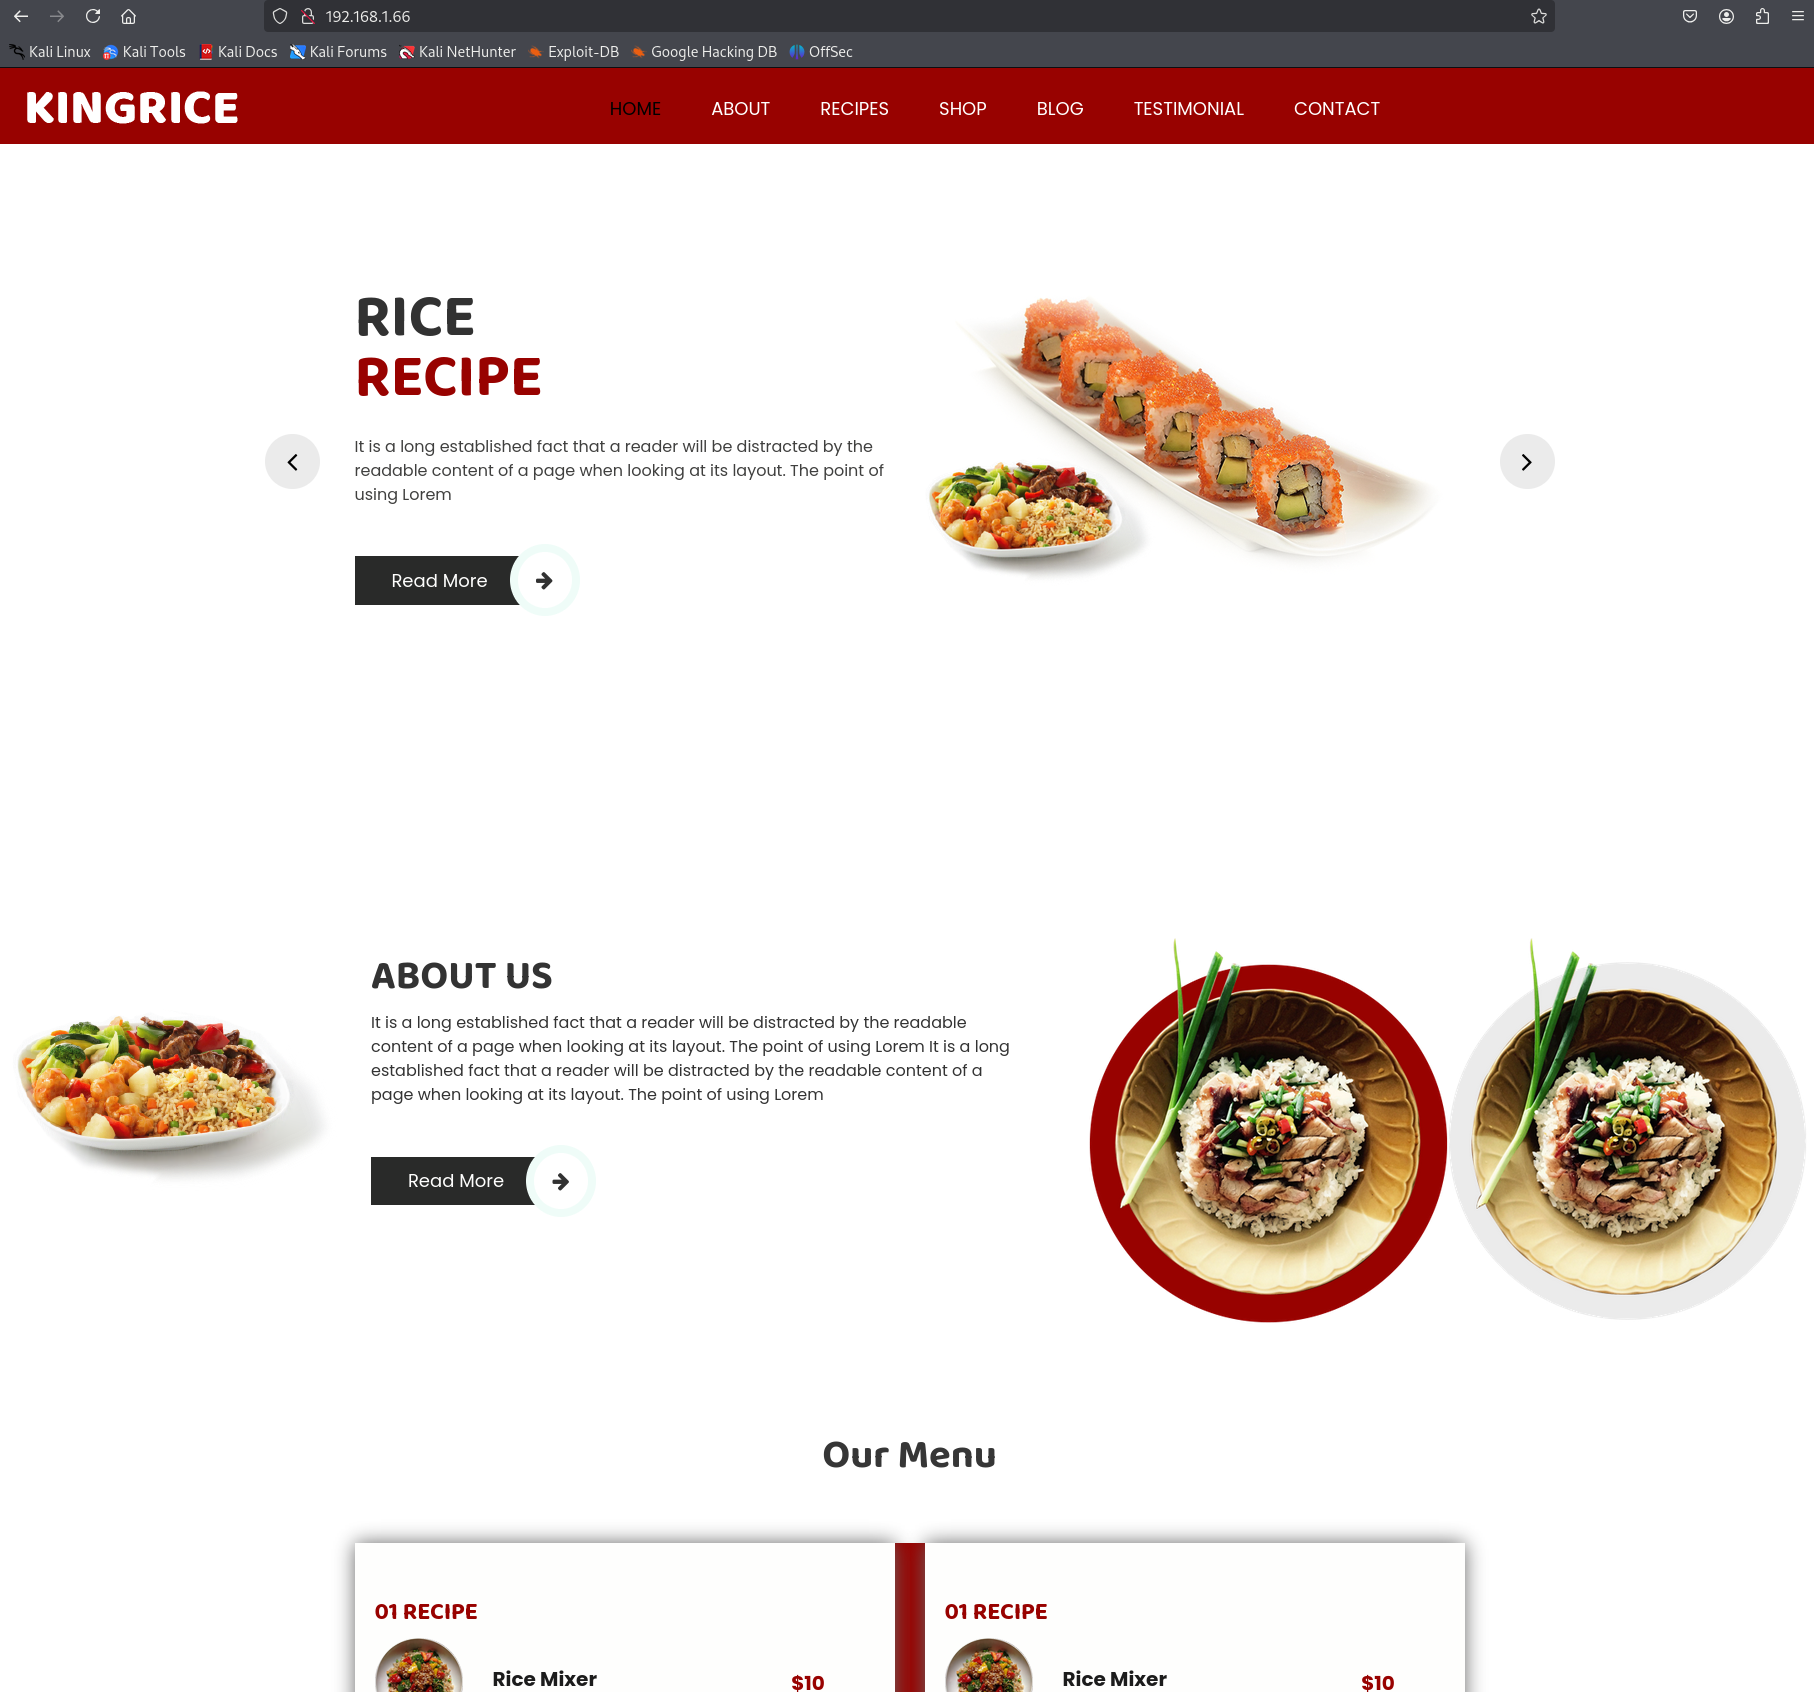 192.168.1.66
Kali Linux Kali Tools Kali Docs Kali Forums Kali NetHunter Exploit-DB Google Hacking DB OffSec
KINGRICE HOME ABOUT RECIPES SHOP BLOG TESTIMONIAL CONTACT
RICE
RECIPE
It is a long established fact that a reader will be distracted by the
readable content of a page when looking at its layout. The point of
using Lorem
Read More
ABOUT US
It is a long established fact that a reader will be distracted by the readable
content of a page when looking at its layout. The point of using Lorem It is a long
established fact that a reader will be distracted by the readable content of a
page when looking at its layout. The point of using Lorem
Read More
Our Menu
01 RECIPE
Rice Mixer $10
01 RECIPE
Rice Mixer $10